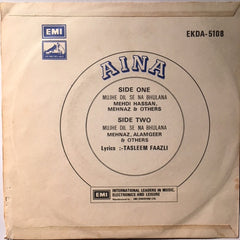 EMI
EKDA-5108
AINA
SIDE ONE
MUJHE DIL SE NA BHULANA
MEHDI HASSAN,
MEHNAZ & OTHERS
SIDE TWO
MUJHE DIL SE NA BHULANA
MEHNAZ, ALAMGEER
& OTHERS
Lyrics :-TASLEEM FAAZLI
EMI
INTERNATIONAL LEADERS IN MUSIC,
ELECTRONICS AND LEISURE